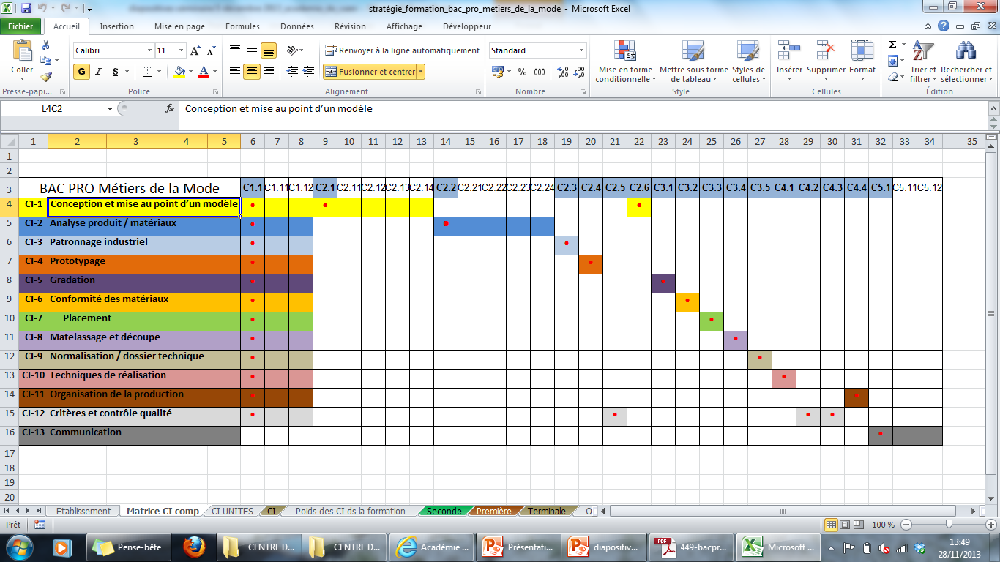 stratégie_formation_bac_pro_metiers_de_la_mode - Microsoft Excel
Fichier Accueil Insertion Mise en page Formules Données Révision Affichage Développeur
Calibri 11 Renvoyer à la ligne automatiquement Standard
Coller G I S Fusionner et centrer % 000 Mise en forme conditionnelle Mettre sous forme de tableau Styles de cellules Insérer Supprimer Format Trier et filtrer Rechercher et sélectionner
Presse-papi... Police Alignement Nombre Style Cellules Édition
L4C2 fx Conception et mise au point d’un modèle
1 2 3 4 5 6 7 8 9 10 11 12 13 14 15 16 17 18 19 20 21 22 23 24 25 26 27 28 29 30 31 32 33 34 35
1
2
3 BAC PRO Métiers de la Mode C1.1 C1.11 C1.12 C2.1 C2.11 C2.12 C2.13 C2.14 C2.2 C2.21 C2.22 C2.23 C2.24 C2.3 C2.4 C2.5 C2.6 C3.1 C3.2 C3.3 C3.4 C3.5 C4.1 C4.2 C4.3 C4.4 C5.1 C5.11 C5.12
4 CI-1 Conception et mise au point d’un modèle
5 CI-2 Analyse produit / matériaux
6 CI-3 Patronnage industriel
7 CI-4 Prototypage
8 CI-5 Gradation
9 CI-6 Conformité des matériaux
10 CI-7 Placement
11 CI-8 Matelassage et découpe
12 CI-9 Normalisation / dossier technique
13 CI-10 Techniques de réalisation
14 CI-11 Organisation de la production
15 CI-12 Critères et contrôle qualité
16 CI-13 Communication
17
18
19
20
Etablissement Matrice CI comp CI UNITES CI Poids des CI ds la formation Seconde Première Terminale
Prêt 100 %
Pense-bête CENTRE D... CENTRE D... Académie ... Présentati... diapositiv... 449-bacpr... Microsoft ... 13:49
28/11/2013